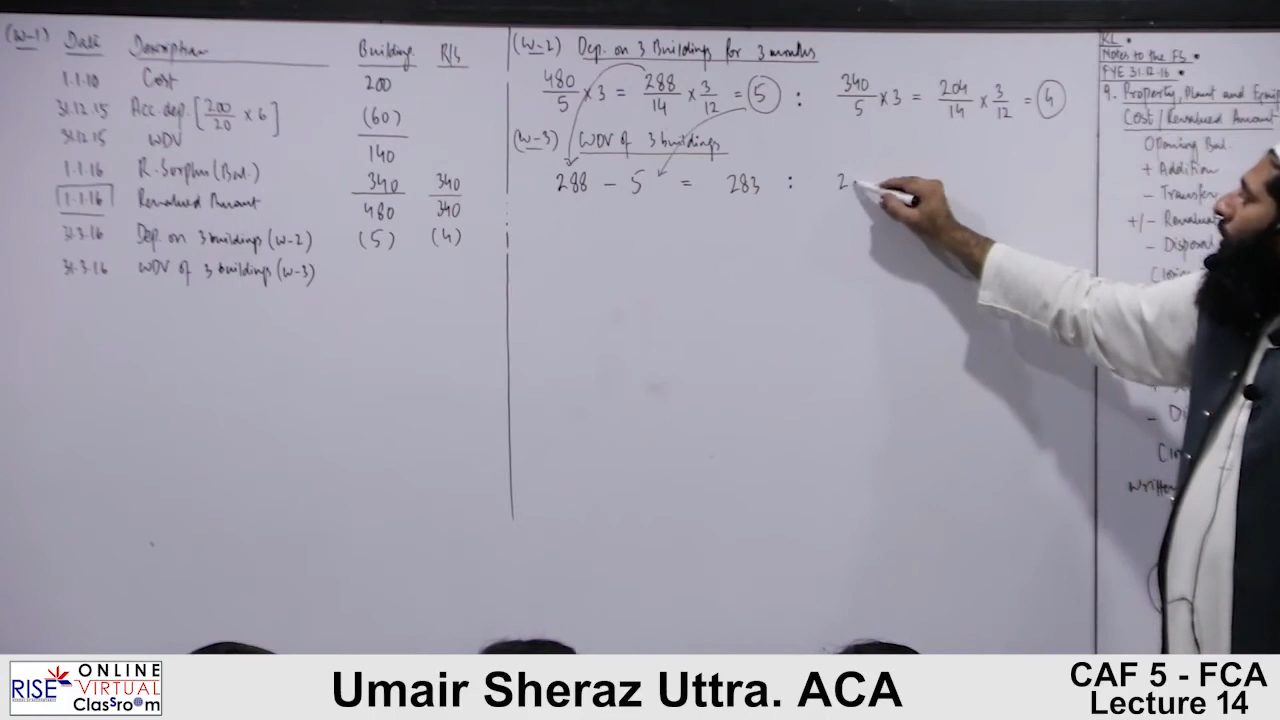 (W-1) Date Description Building R/S
1.1.10 Cost 200
31.12.15 Acc. dep. [200/20 × 6] (60)
31.12.15 WDV 140
1.1.16 R. Surplus (Bal.) 340 340
1.1.16 Revalued Amount 480 340
31.3.16 Dep. on 3 buildings (W-2) (5) (4)
31.3.16 WDV of 3 buildings (W-3)
(W-2) Dep. on 3 Buildings for 3 months
480/5 × 3 = 288/14 × 3/12 = 5 : 340/5 × 3 = 204/14 × 3/12 = 4
(W-3) WDV of 3 buildings
288 - 5 = 283 : 2
KL
Notes to the FS
FYE 31.12.16
9. Property, Plant and Equip
Cost / Revalued Amount
Opening Bal.
+ Addition
- Transfer
+/- Revaluat
- Disposal
Closi
- Di
Clo
Written
RISE ONLINE VIRTUAL Classroom
Umair Sheraz Uttra. ACA
CAF 5 - FCA
Lecture 14